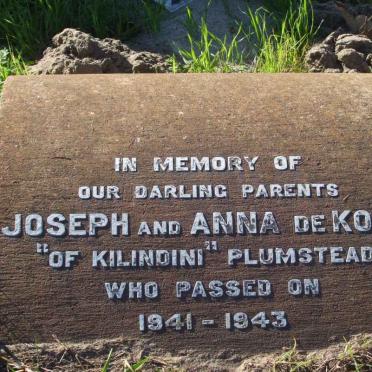 IN MEMORY OF
OUR DARLING PARENTS
JOSEPH AND ANNA DE KO
"OF KILINDINI" PLUMSTEAD
WHO PASSED ON
1941 - 1943